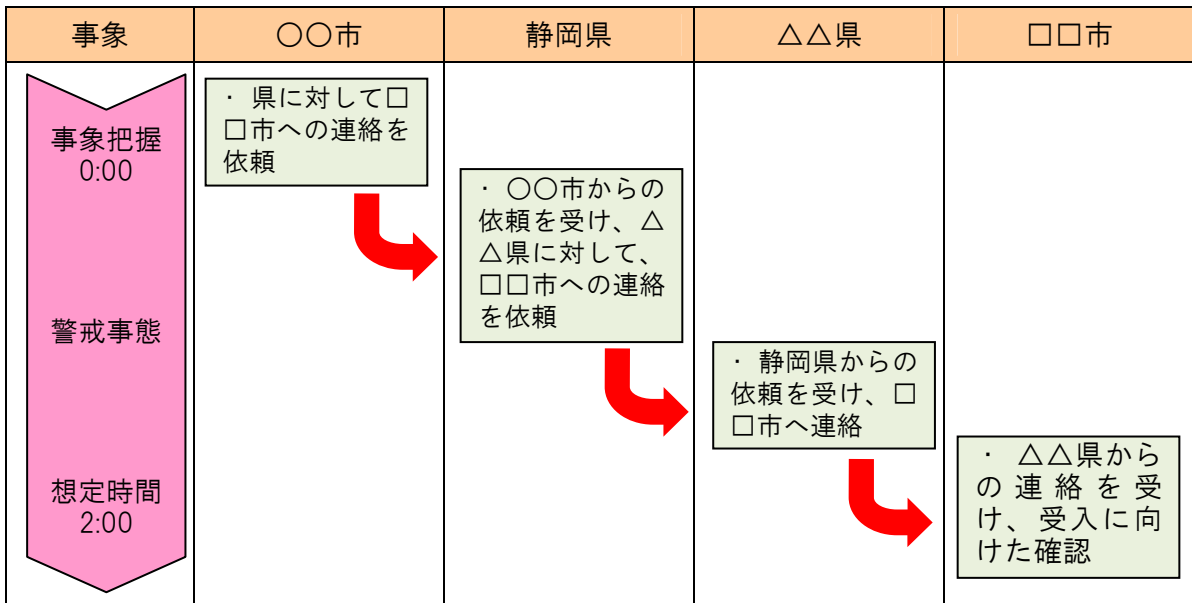 事象
〇〇市
静岡県
△△県
□□市
事象把握
0:00
警戒事態
想定時間
2:00
・ 県に対して□
□市への連絡を
依頼
・ 〇〇市からの
依頼を受け、△
△県に対して、
□□市への連絡
を依頼
・ 静岡県からの
依頼を受け、□
□市へ連絡
・ △△県から
の連絡を受
け、受入に向
けた確認